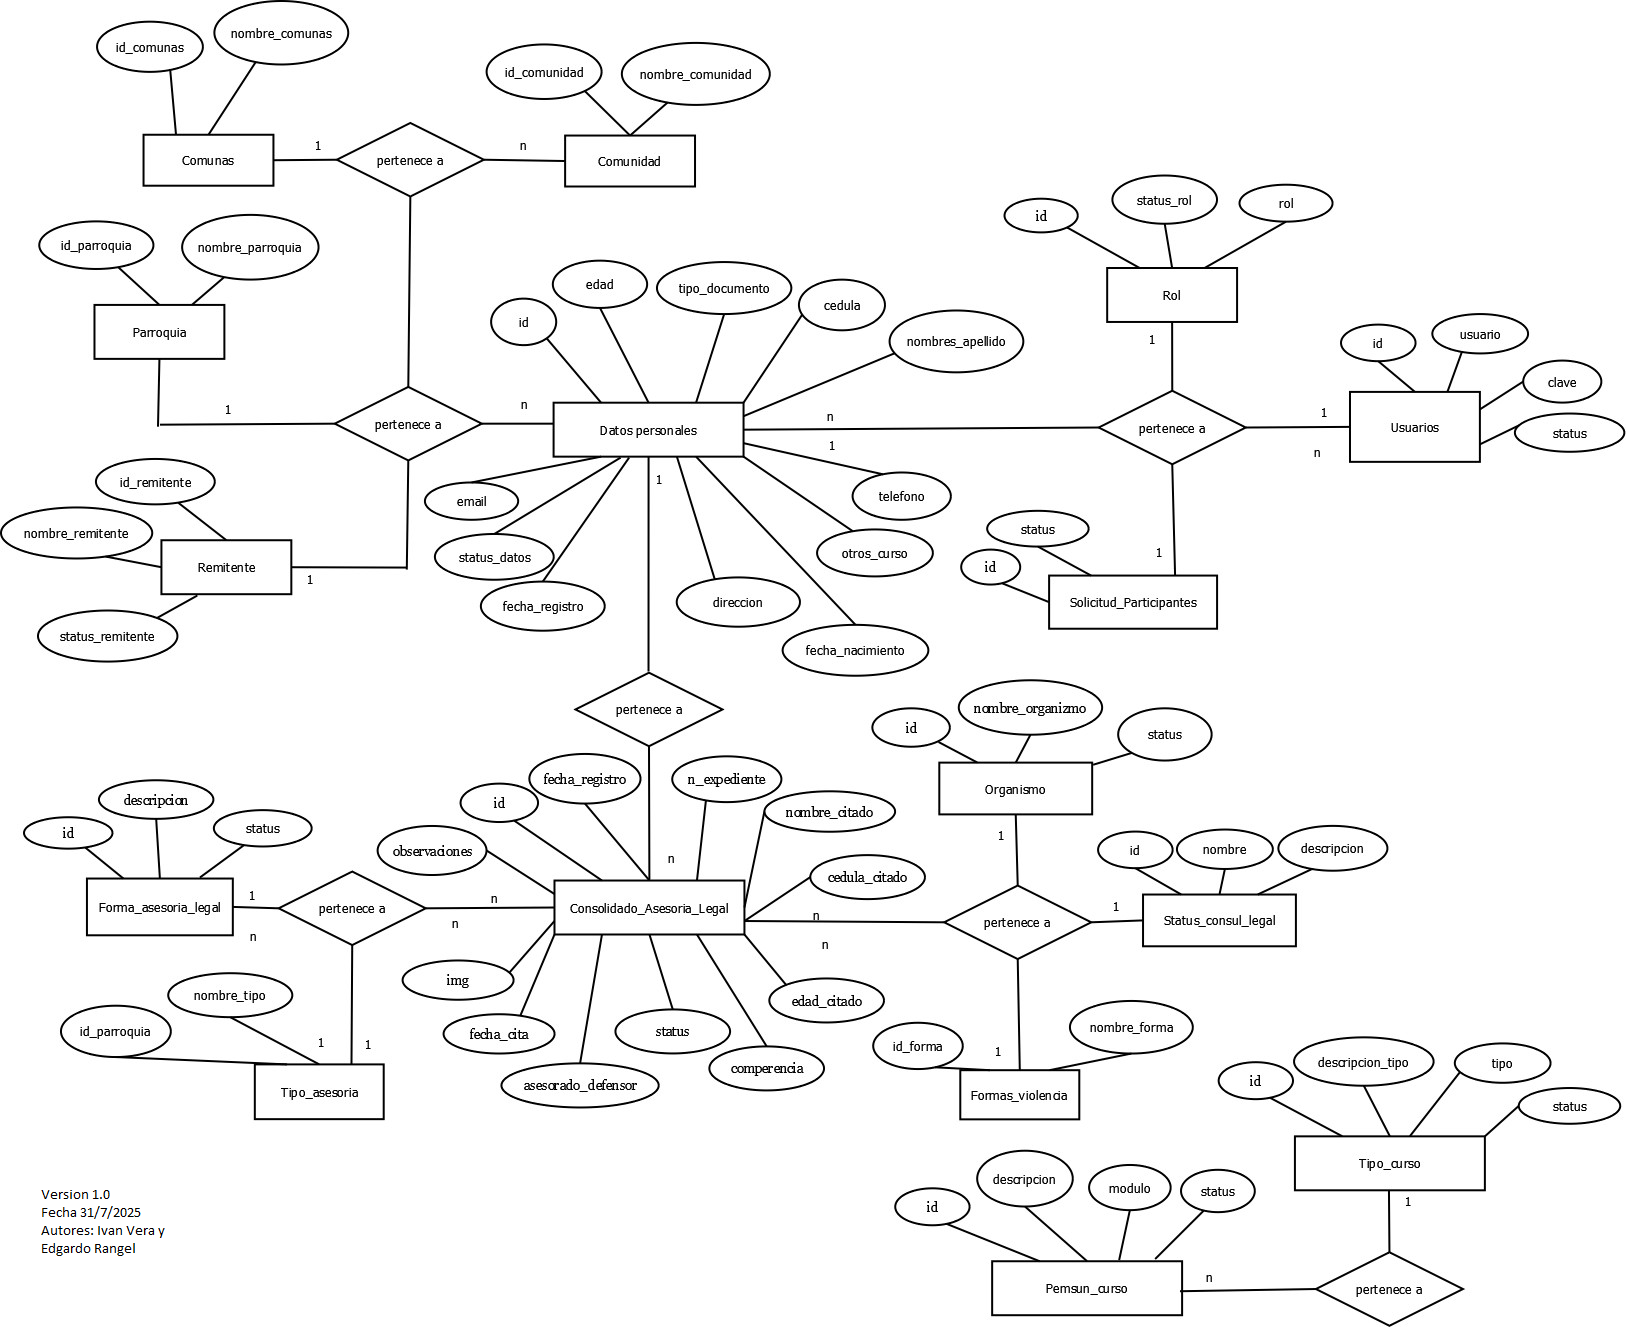 id_comunas
nombre_comunas
id_comunidad
nombre_comunidad
Comunas
1
pertenece a
n
Comunidad
id_parroquia
nombre_parroquia
Parroquia
1
pertenece a
n
id_remitente
nombre_remitente
Remitente
1
status_remitente
id
edad
tipo_documento
cedula
nombres_apellido
Datos personales
n
1
1
email
status_datos
fecha_registro
direccion
fecha_nacimiento
otros_curso
telefono
id
status_rol
rol
Rol
1
pertenece a
1
n
id
usuario
clave
status
Usuarios
1
status
id
Solicitud_Participantes
pertenece a
n
id
nombre_organizmo
status
Organismo
1
id
nombre
descripcion
pertenece a
1
Status_consul_legal
1
id_forma
nombre_forma
Formas_violencia
id
descripcion
status
Forma_asesoria_legal
1
n
pertenece a
n
n
id_parroquia
nombre_tipo
1
1
Tipo_asesoria
observaciones
id
fecha_registro
n_expediente
nombre_citado
cedula_citado
Consolidado_Asesoria_Legal
n
n
img
fecha_cita
asesorado_defensor
status
comperencia
edad_citado
id
descripcion_tipo
tipo
status
Tipo_curso
1
id
descripcion
modulo
status
Pemsun_curso
n
pertenece a
Version 1.0
Fecha 31/7/2025
Autores: Ivan Vera y
Edgardo Rangel